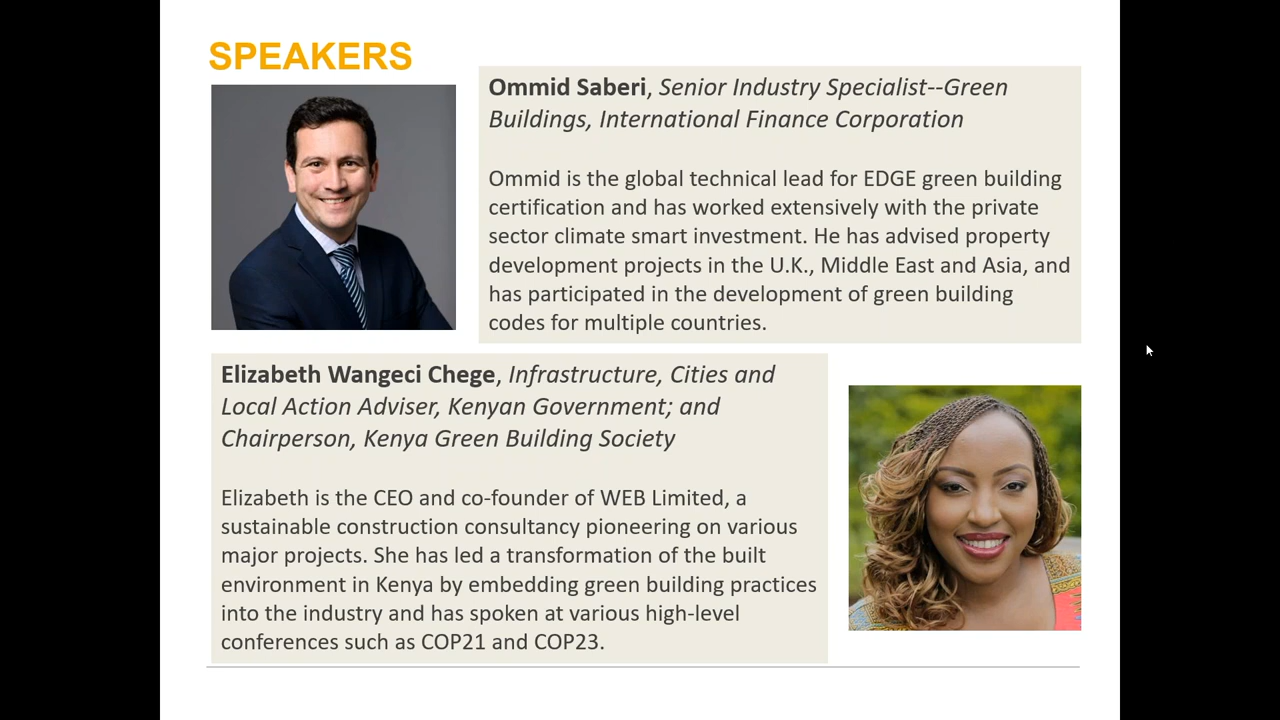 SPEAKERS
Ommid Saberi, Senior Industry Specialist--Green
Buildings, International Finance Corporation
Ommid is the global technical lead for EDGE green building
certification and has worked extensively with the private
sector climate smart investment. He has advised property
development projects in the U.K., Middle East and Asia, and
has participated in the development of green building
codes for multiple countries.
Elizabeth Wangeci Chege, Infrastructure, Cities and
Local Action Adviser, Kenyan Government; and
Chairperson, Kenya Green Building Society
Elizabeth is the CEO and co-founder of WEB Limited, a
sustainable construction consultancy pioneering on various
major projects. She has led a transformation of the built
environment in Kenya by embedding green building practices
into the industry and has spoken at various high-level
conferences such as COP21 and COP23.